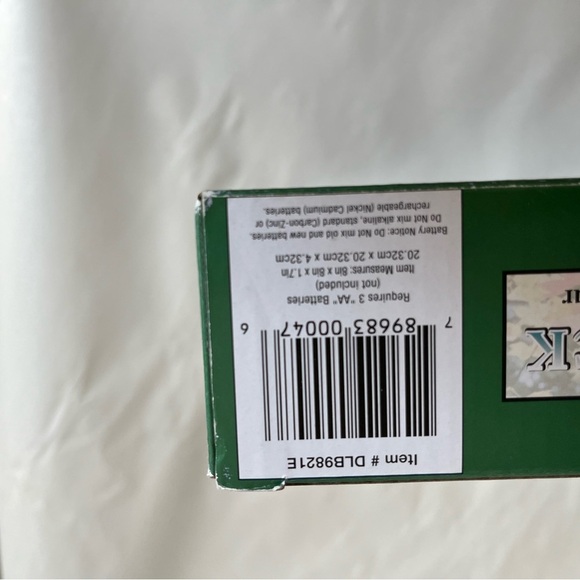 Item # DLB9821E
7 89683 00047 6
Requires 3 "AA" Batteries
(not included)
Item Measures: 8in x 8in x 1.7in
20.32cm x 20.32cm x 4.32cm
Battery Notice: Do Not mix old and new batteries.
Do Not mix alkaline, standard (Carbon-Zinc) or
rechargeable (Nickel Cadmium) batteries.